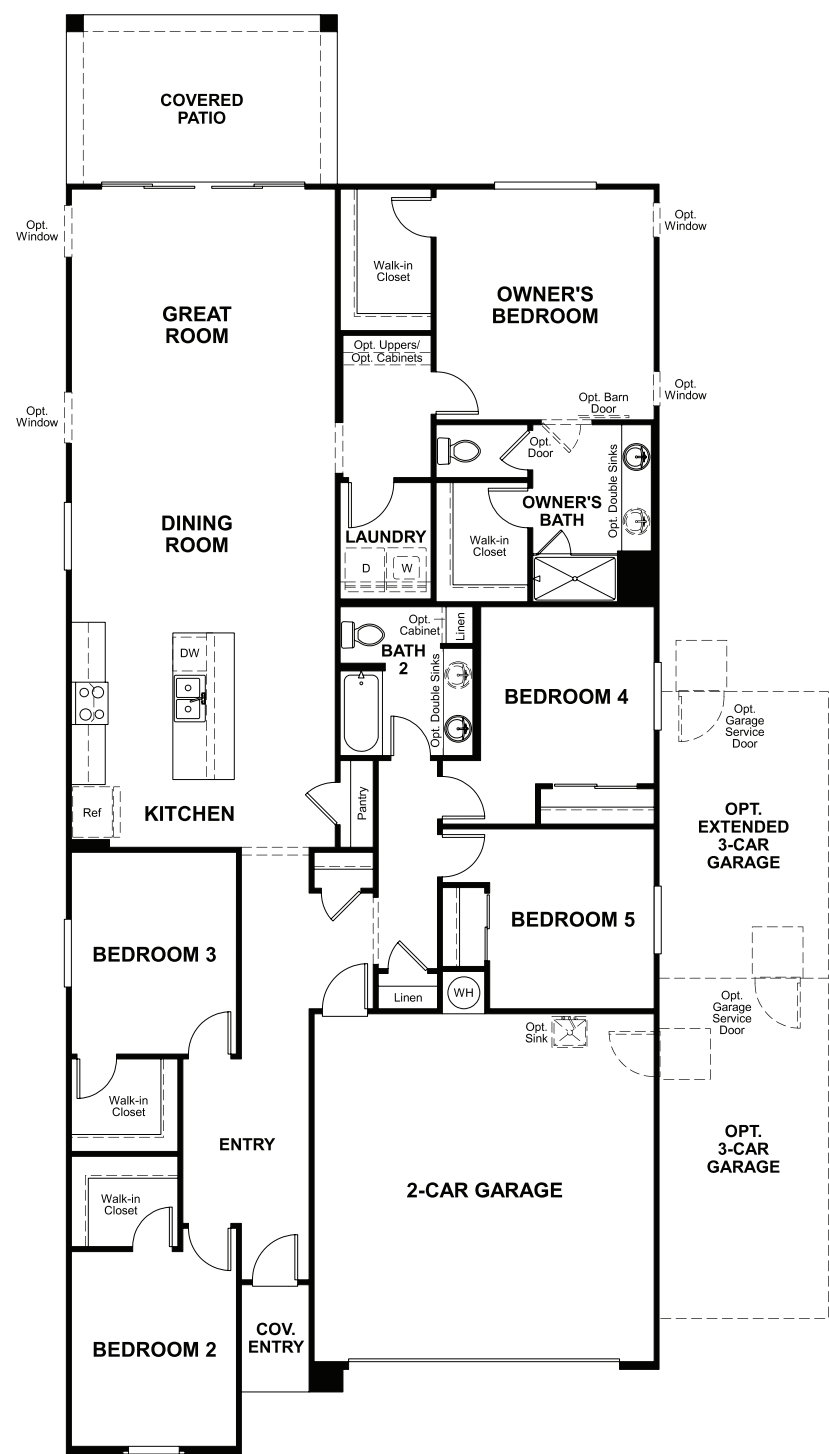 COVERED
PATIO
Opt.
Window
Opt.
Window
Walk-in
Closet
GREAT
ROOM
OWNER'S
BEDROOM
Opt. Uppers/
Opt. Cabinets
Opt.
Window
Opt.
Window
Opt. Barn
Door
Opt.
Door
Opt. Double Sinks
OWNER'S
BATH
DINING
ROOM
LAUNDRY
Walk-in
Closet
D
W
Opt.
Cabinet
Linen
BATH
2
Opt. Double Sinks
DW
BEDROOM 4
Opt.
Garage
Service
Door
Ref
KITCHEN
Pantry
OPT.
EXTENDED
3-CAR
GARAGE
BEDROOM 3
BEDROOM 5
Linen
WH
Opt.
Sink
Opt.
Garage
Service
Door
Walk-in
Closet
ENTRY
OPT.
3-CAR
GARAGE
Walk-in
Closet
2-CAR GARAGE
COV.
ENTRY
BEDROOM 2